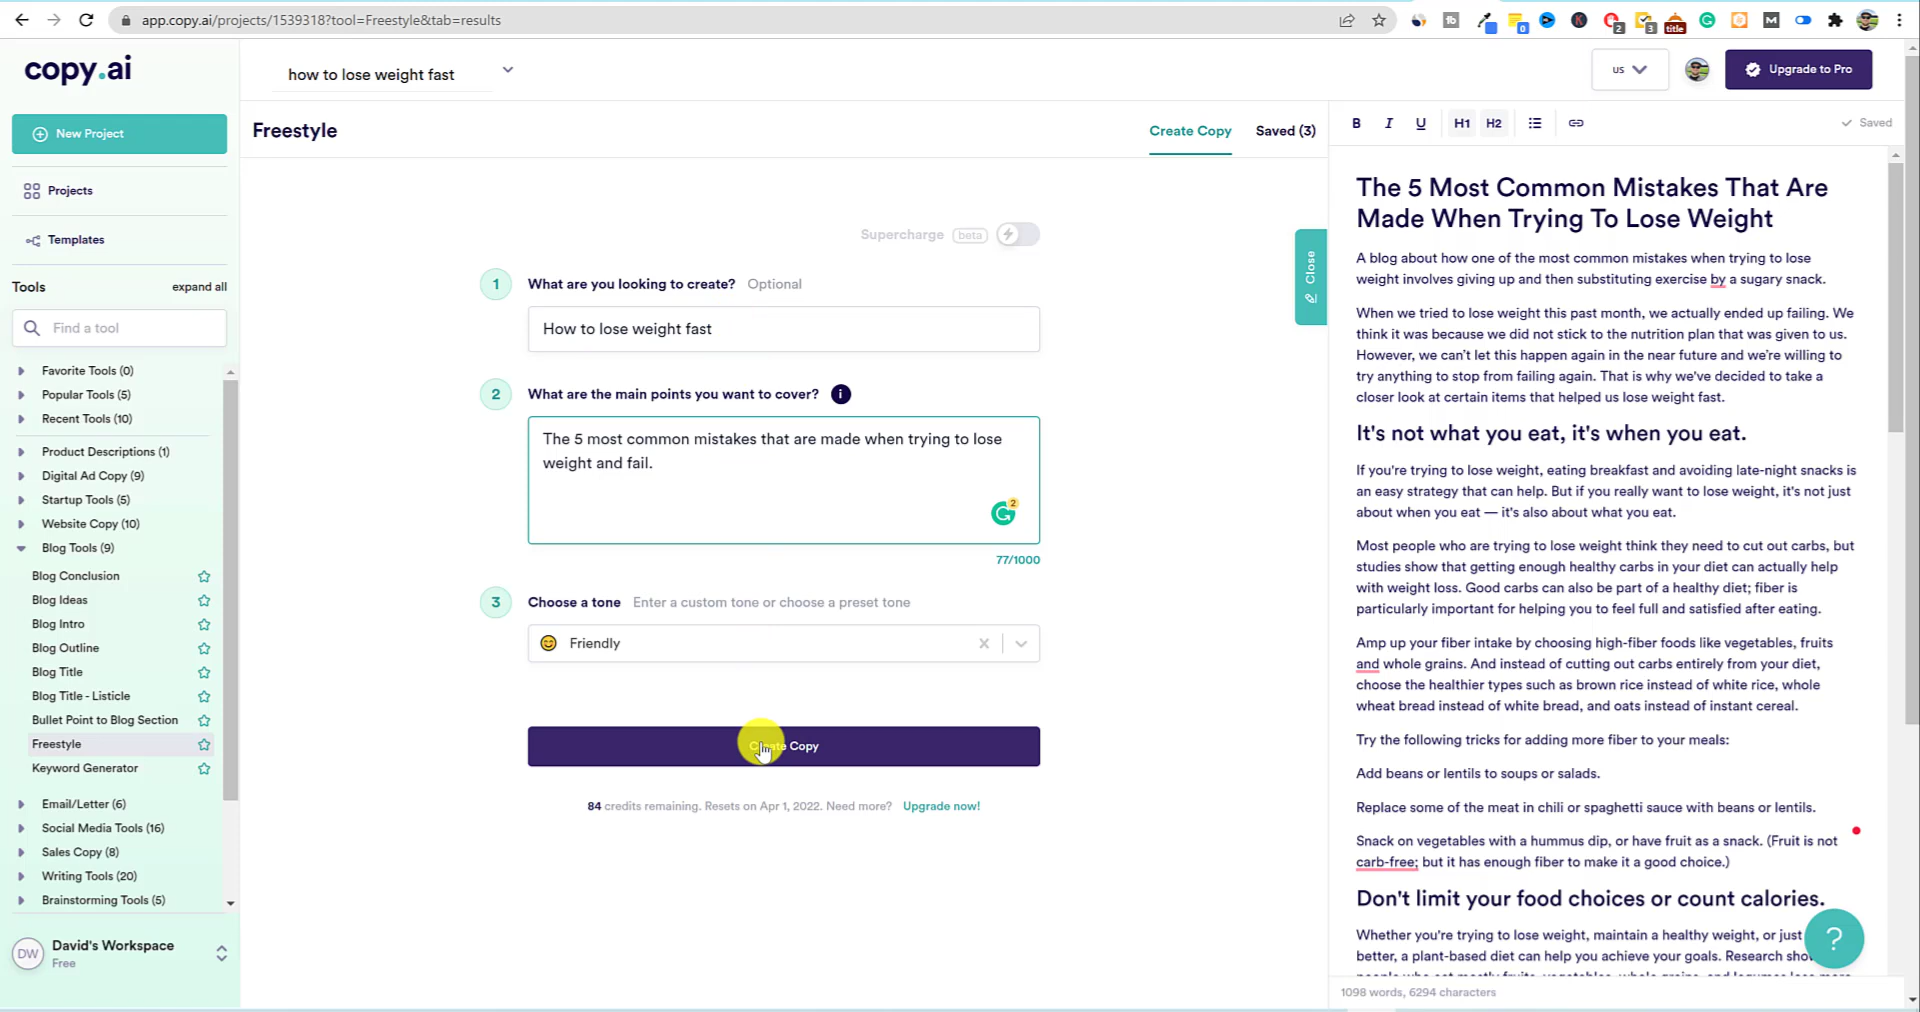 app.copy.ai/projects/1539318?tool=Freestyle&tab=results
copy.ai
how to lose weight fast
us
Upgrade to Pro
New Project
Projects
Templates
Tools
expand all
Find a tool
Favorite Tools (0)
Popular Tools (5)
Recent Tools (10)
Product Descriptions (1)
Digital Ad Copy (9)
Startup Tools (5)
Website Copy (10)
Blog Tools (9)
Blog Conclusion
Blog Ideas
Blog Intro
Blog Outline
Blog Title
Blog Title - Listicle
Bullet Point to Blog Section
Freestyle
Keyword Generator
Email/Letter (6)
Social Media Tools (16)
Sales Copy (8)
Writing Tools (20)
Brainstorming Tools (5)
DW
David's Workspace
Free
Freestyle
Create Copy
Saved (3)
Supercharge beta
1
What are you looking to create? Optional
How to lose weight fast
2
What are the main points you want to cover? i
The 5 most common mistakes that are made when trying to lose
weight and fail.
2
77/1000
3
Choose a tone Enter a custom tone or choose a preset tone
Friendly
Create Copy
84 credits remaining. Resets on Apr 1, 2022. Need more? Upgrade now!
Close
B I U H1 H2
Saved
The 5 Most Common Mistakes That Are
Made When Trying To Lose Weight
A blog about how one of the most common mistakes when trying to lose
weight involves giving up and then substituting exercise by a sugary snack.
When we tried to lose weight this past month, we actually ended up failing. We
think it was because we did not stick to the nutrition plan that was given to us.
However, we can't let this happen again in the near future and we're willing to
try anything to stop from failing again. That is why we've decided to take a
closer look at certain items that helped us lose weight fast.
It's not what you eat, it's when you eat.
If you're trying to lose weight, eating breakfast and avoiding late-night snacks is
an easy strategy that can help. But if you really want to lose weight, it's not just
about when you eat — it's also about what you eat.
Most people who are trying to lose weight think they need to cut out carbs, but
studies show that getting enough healthy carbs in your diet can actually help
with weight loss. Good carbs can also be part of a healthy diet; fiber is
particularly important for helping you to feel full and satisfied after eating.
Amp up your fiber intake by choosing high-fiber foods like vegetables, fruits
and whole grains. And instead of cutting out carbs entirely from your diet,
choose the healthier types such as brown rice instead of white rice, whole
wheat bread instead of white bread, and oats instead of instant cereal.
Try the following tricks for adding more fiber to your meals:
Add beans or lentils to soups or salads.
Replace some of the meat in chili or spaghetti sauce with beans or lentils.
Snack on vegetables with a hummus dip, or have fruit as a snack. (Fruit is not
carb-free; but it has enough fiber to make it a good choice.)
Don't limit your food choices or count calories.
Whether you're trying to lose weight, maintain a healthy weight, or just
better, a plant-based diet can help you achieve your goals. Research
?
1098 words, 6294 characters